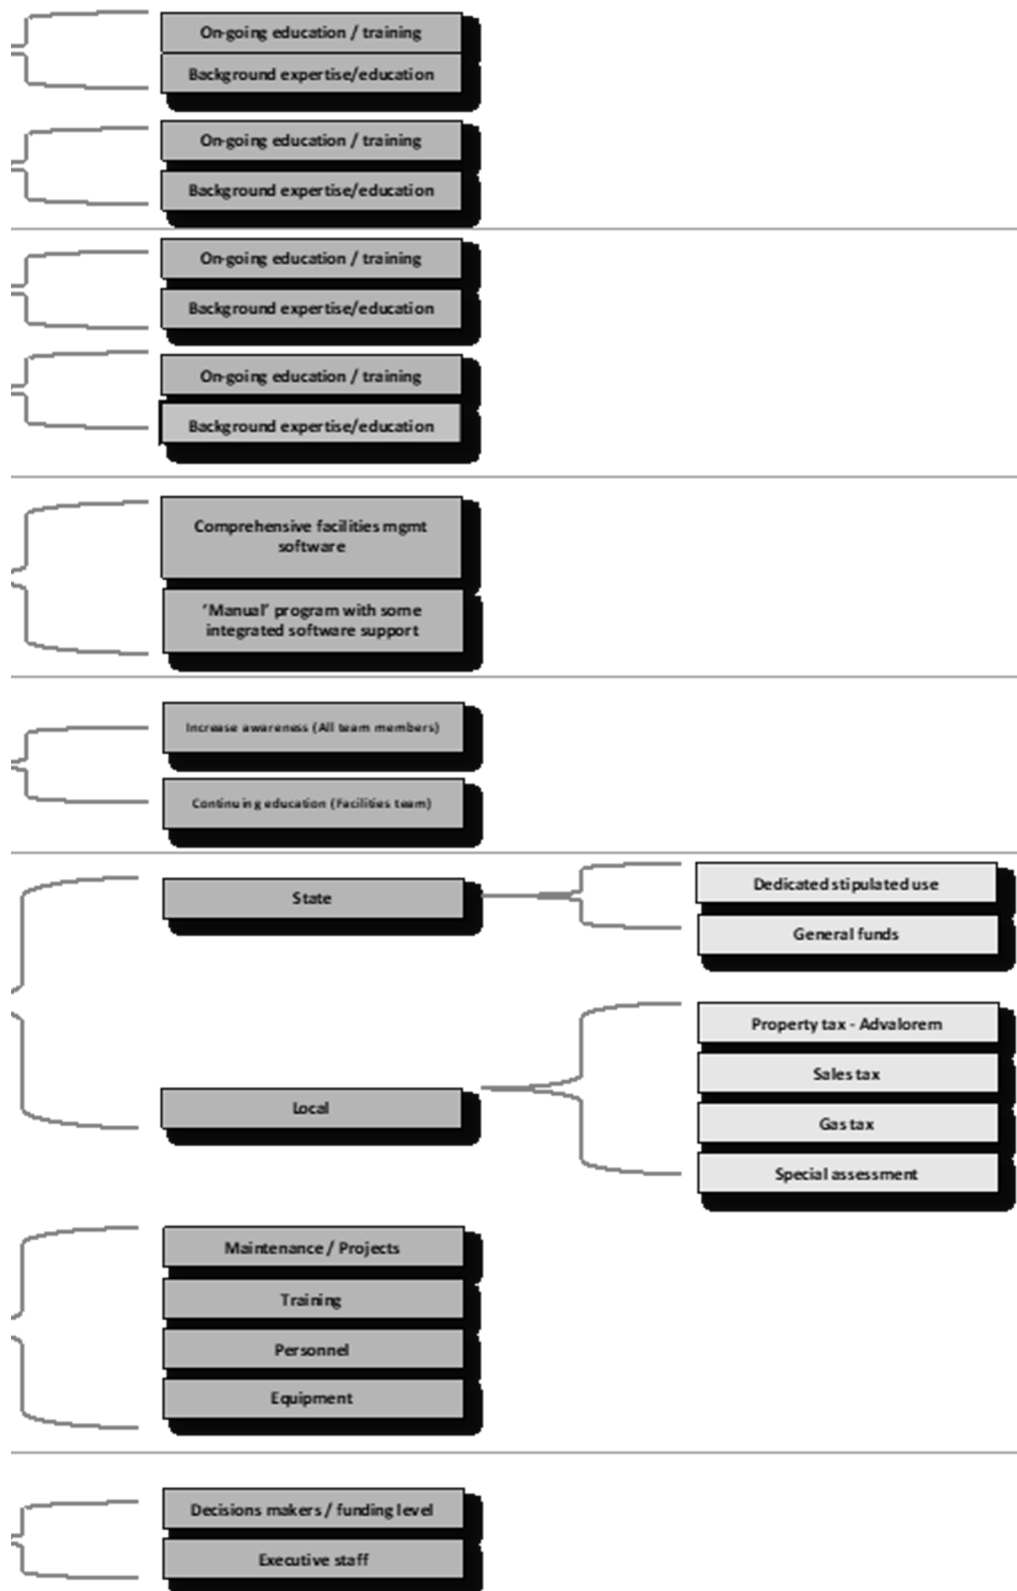 On-going education / training
Background expertise/education
On-going education / training
Background expertise/education
On-going education / training
Background expertise/education
On-going education / training
Background expertise/education
Comprehensive facilities mgmt
software
‘Manual’ program with some
integrated software support
Increase awareness (All team members)
Continuing education (Facilities team)
State
Dedicated stipulated use
General funds
Local
Property tax - Advalorem
Sales tax
Gas tax
Special assessment
Maintenance / Projects
Training
Personnel
Equipment
Decisions makers / funding level
Executive staff